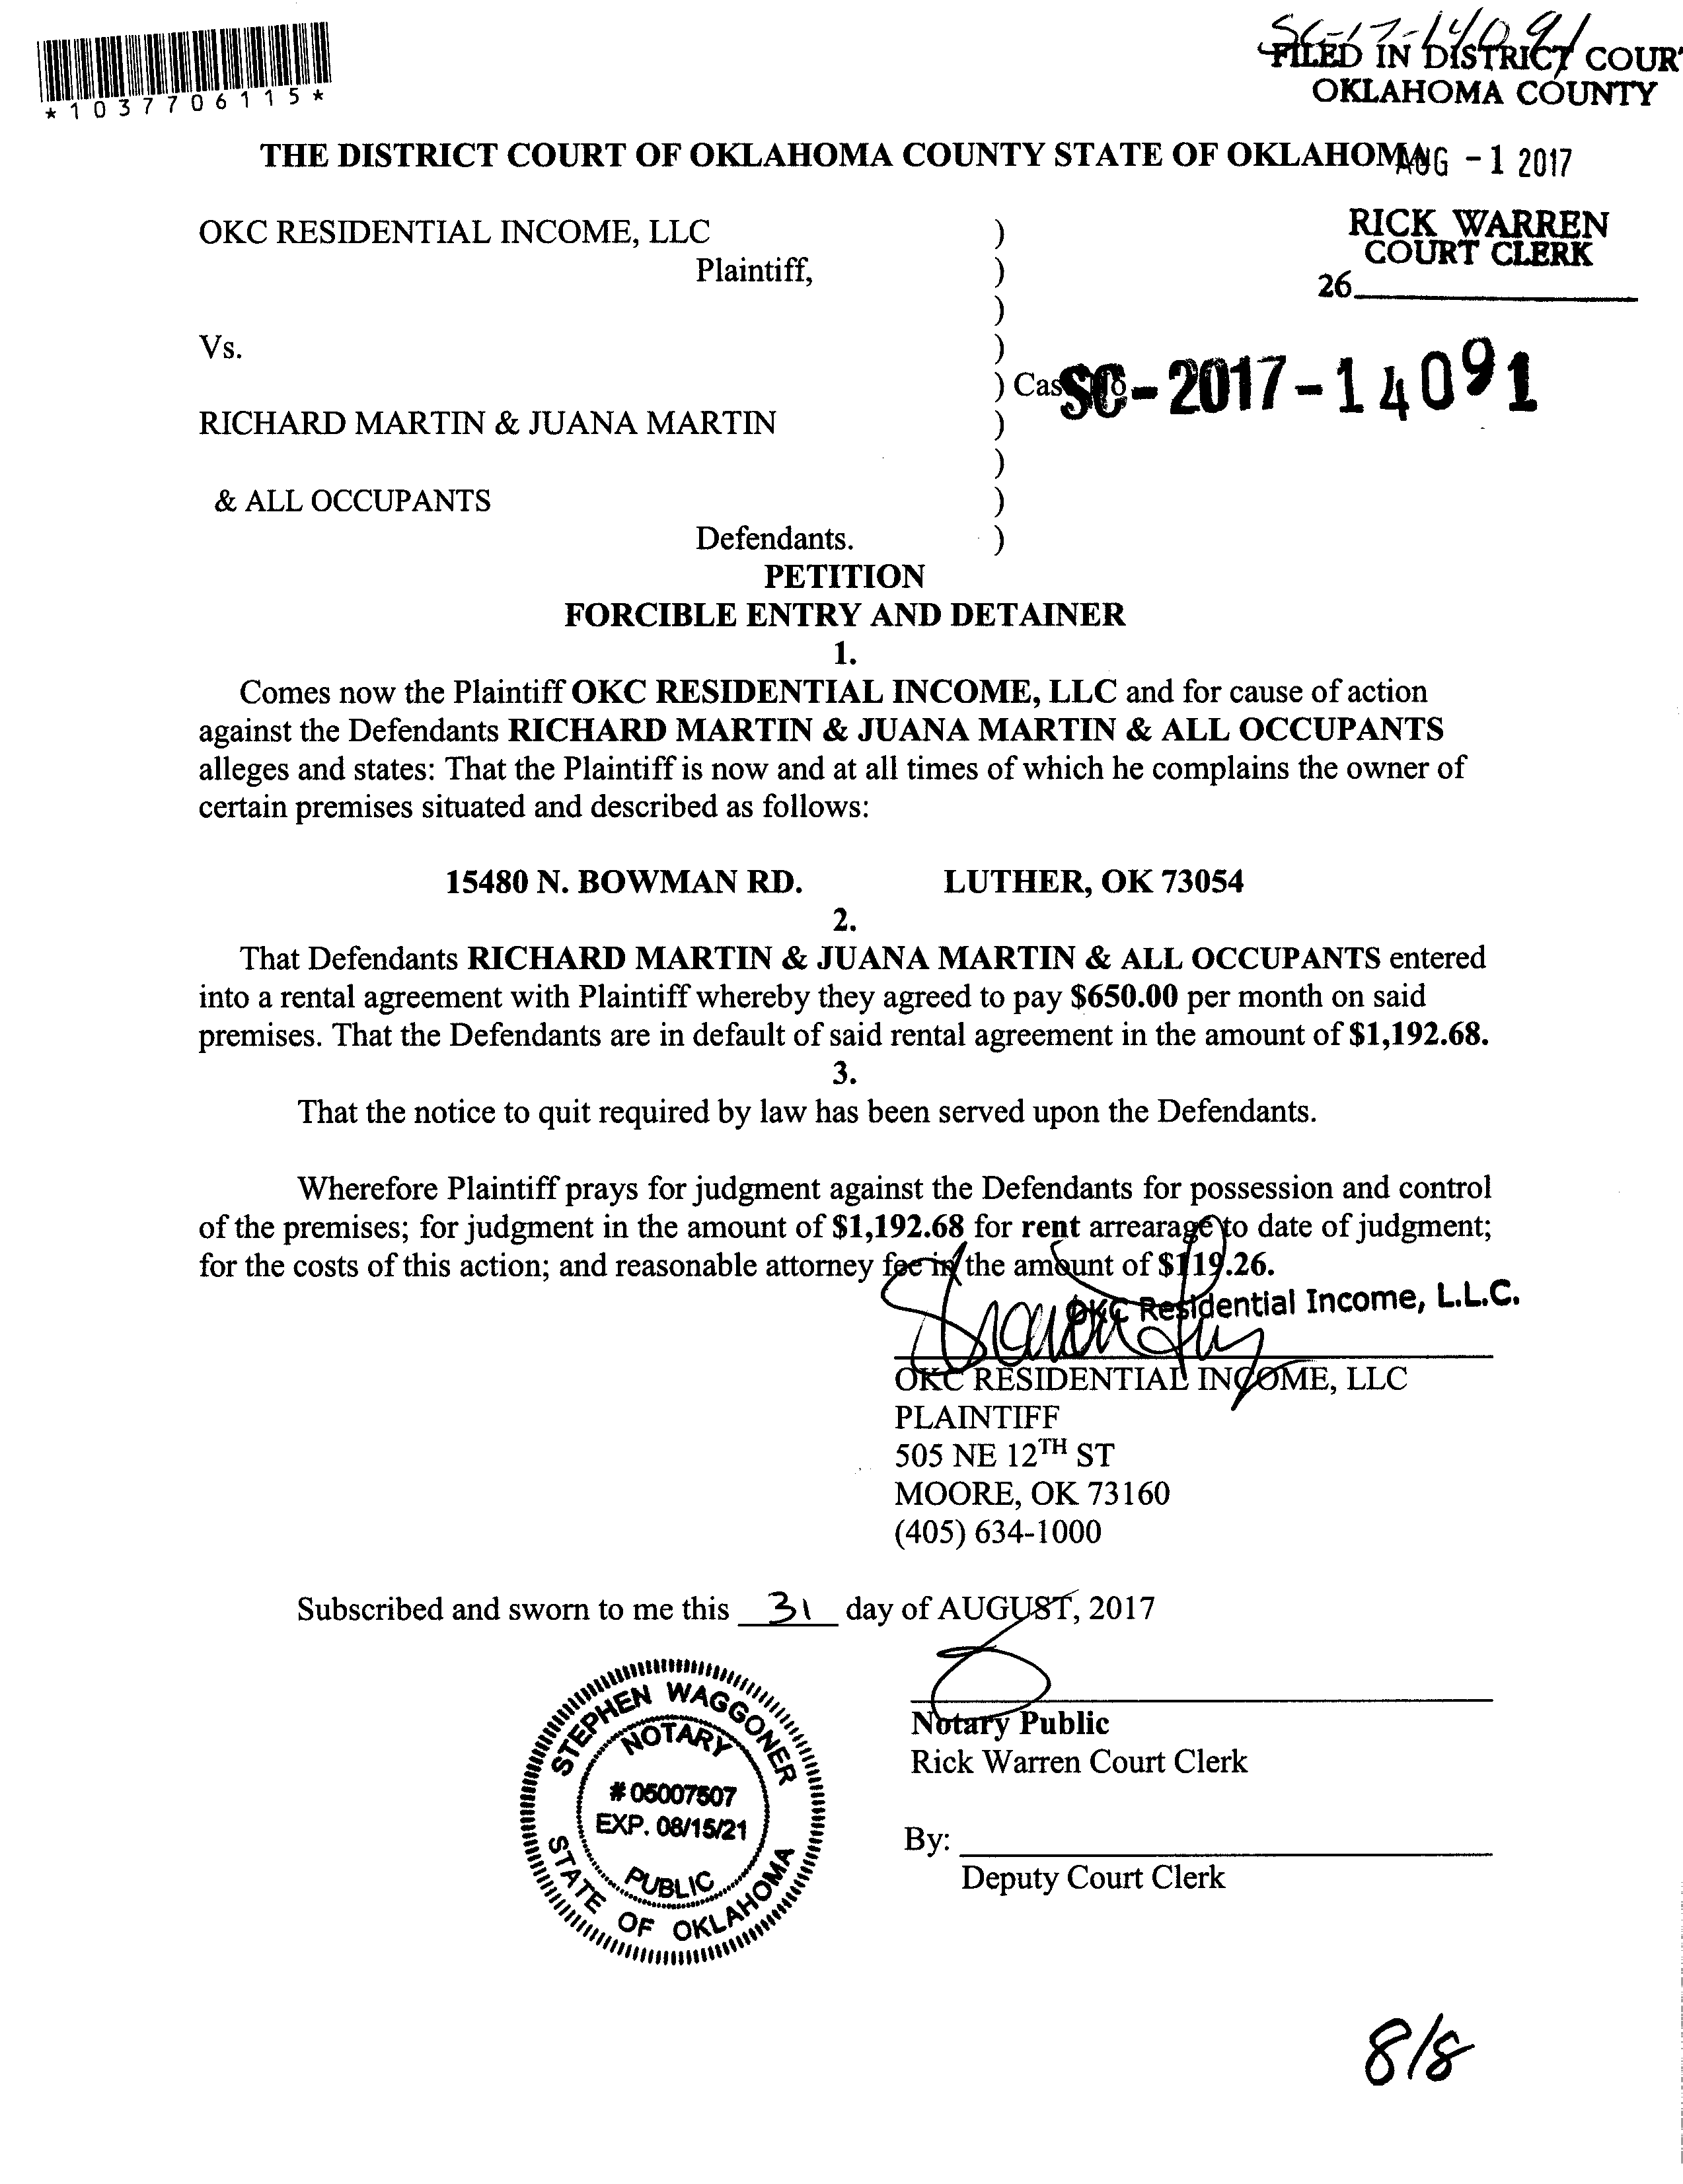 SC-17-14091
*1037706115*
FILED IN DISTRICT COUR
OKLAHOMA COUNTY
THE DISTRICT COURT OF OKLAHOMA COUNTY STATE OF OKLAHOMA
AUG -1 2017
OKC RESIDENTIAL INCOME, LLC )
Plaintiff, )
)
RICK WARREN
COURT CLERK
26
Vs. )
) Case No SC-2017-14091
RICHARD MARTIN & JUANA MARTIN )
)
& ALL OCCUPANTS )
Defendants. )
PETITION
FORCIBLE ENTRY AND DETAINER
1.
Comes now the Plaintiff OKC RESIDENTIAL INCOME, LLC and for cause of action
against the Defendants RICHARD MARTIN & JUANA MARTIN & ALL OCCUPANTS
alleges and states: That the Plaintiff is now and at all times of which he complains the owner of
certain premises situated and described as follows:
15480 N. BOWMAN RD. LUTHER, OK 73054
2.
That Defendants RICHARD MARTIN & JUANA MARTIN & ALL OCCUPANTS entered
into a rental agreement with Plaintiff whereby they agreed to pay $650.00 per month on said
premises. That the Defendants are in default of said rental agreement in the amount of $1,192.68.
3.
That the notice to quit required by law has been served upon the Defendants.
Wherefore Plaintiff prays for judgment against the Defendants for possession and control
of the premises; for judgment in the amount of $1,192.68 for rent arrearage to date of judgment;
for the costs of this action; and reasonable attorney fee in the amount of $119.26.
OKC Residential Income, L.L.C.
OKC RESIDENTIAL INCOME, LLC
PLAINTIFF
505 NE 12TH ST
MOORE, OK 73160
(405) 634-1000
Subscribed and sworn to me this 31 day of AUGUST, 2017
STEPHEN WAGGONER
NOTARY
# 05007507
EXP. 08/15/21
PUBLIC
STATE OF OKLAHOMA
Notary Public
Rick Warren Court Clerk
By:
Deputy Court Clerk
8/8